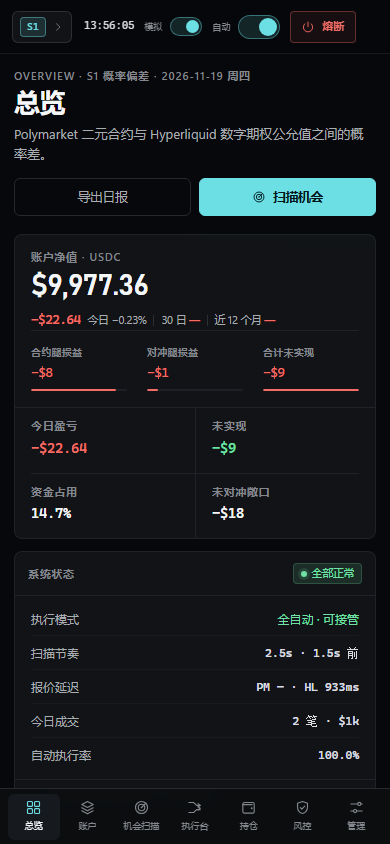 S1
13:56:05
模拟
自动
熔断
OVERVIEW · S1 概率偏差 · 2026-11-19 周四
总览
Polymarket 二元合约与 Hyperliquid 数字期权公允值之间的概
率差。
导出日报
扫描机会
账户净值 · USDC
$9,977.36
−$22.64 今日 −0.23% 30 日 — 近 12 个月 —
合约腿损益 对冲腿损益 合计未实现
−$8 −$1 −$9
今日盈亏 未实现
−$22.64 −$9
资金占用 未对冲敞口
14.7% −$18
系统状态 全部正常
执行模式 全自动 · 可接管
扫描节奏 2.5s · 1.5s 前
报价延迟 PM — · HL 933ms
今日成交 2 笔 · $1k
自动执行率 100.0%
总览 账户 机会扫描 执行台 持仓 风控 管理